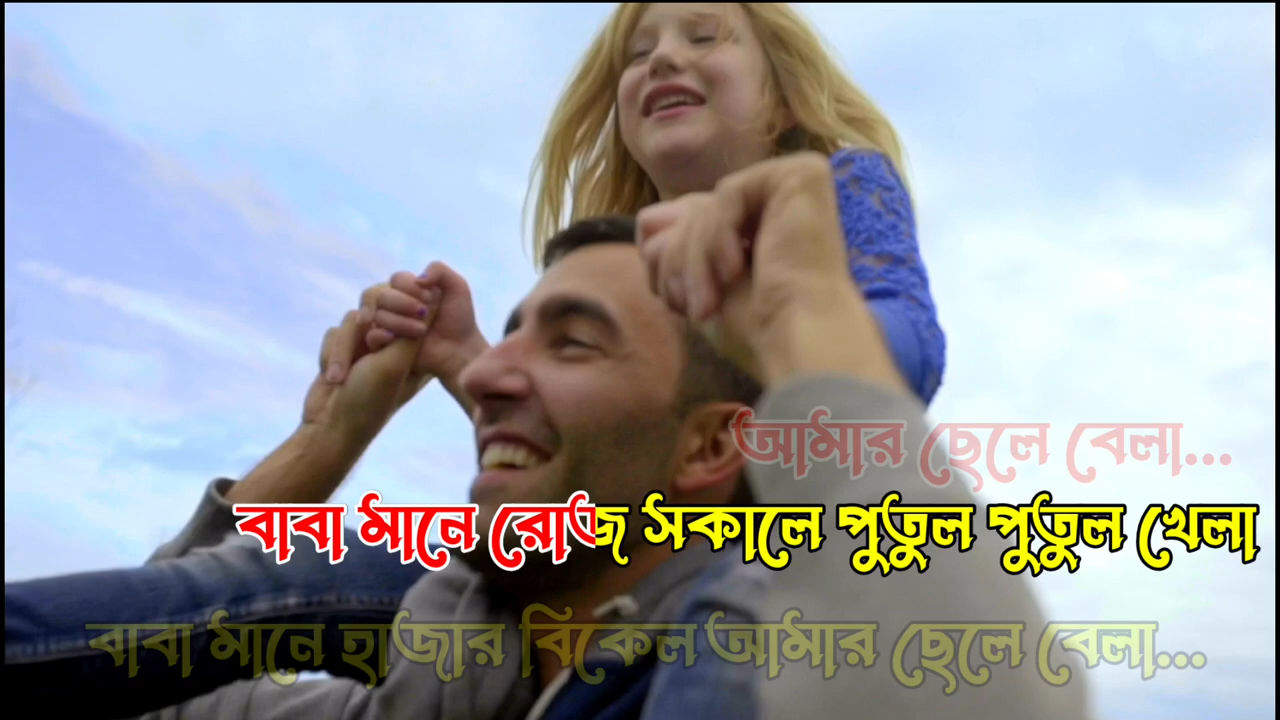 আমার ছেলে বেলা...
বাবা মানে রোজ সকালে পুতুল পুতুল খেলা
বাবা মানে হাজার বিকেল আমার ছেলে বেলা...